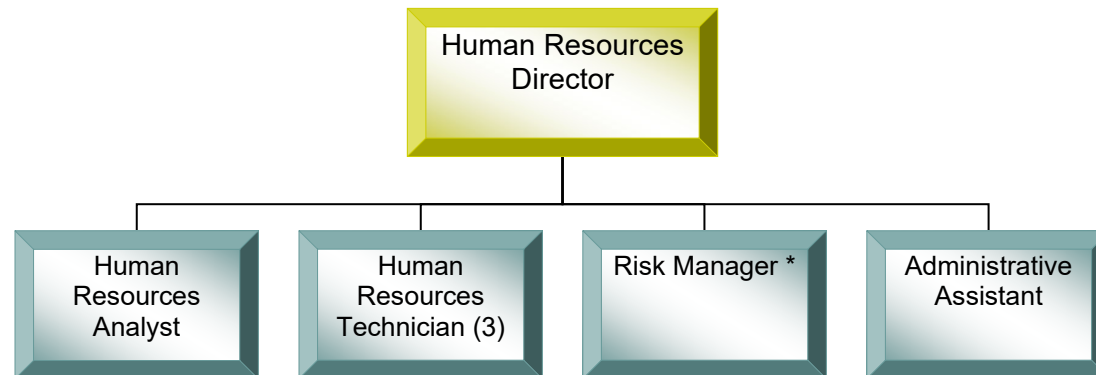 Human Resources
Director
Human
Resources
Analyst
Human
Resources
Technician (3)
Risk Manager *
Administrative
Assistant